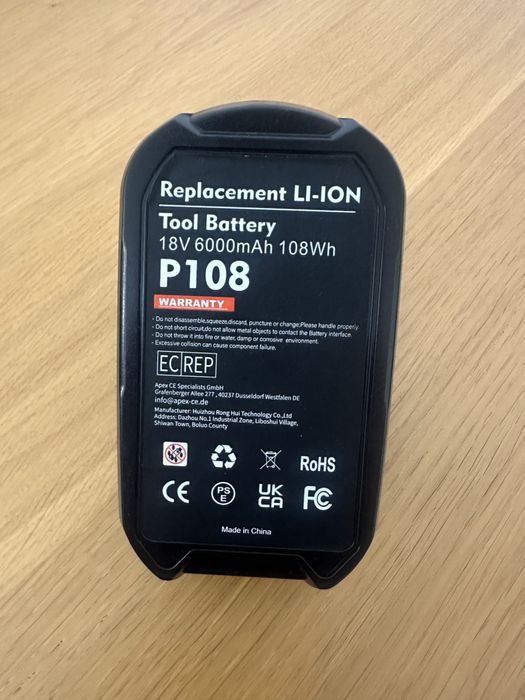 Replacement LI-ION
Tool Battery
18V 6000mAh 108Wh
P108
WARRANTY
- Do not disassemble,squeeze,discard, puncture or change;Please handle properly.
- Do not short circuit,do not allow metal objects to contact the Battery interface.
- Do not throw it into fire or water, damp or corrosive environment.
- Excessive collision can cause component failure.
EC REP
Apex CE Specialists GmbH
Grafenberger Allee 277 , 40237 Dusseldorf Westfalen DE
info@apex-ce.de
Manufacturer: Huizhou Rong Hui Technology Co.,Ltd
Address: Dazhou No.1 Industrial Zone, Liboshui Village,
Shiwan Town, Boluo County
RoHS
CE PS E UK CA FC
Made in China